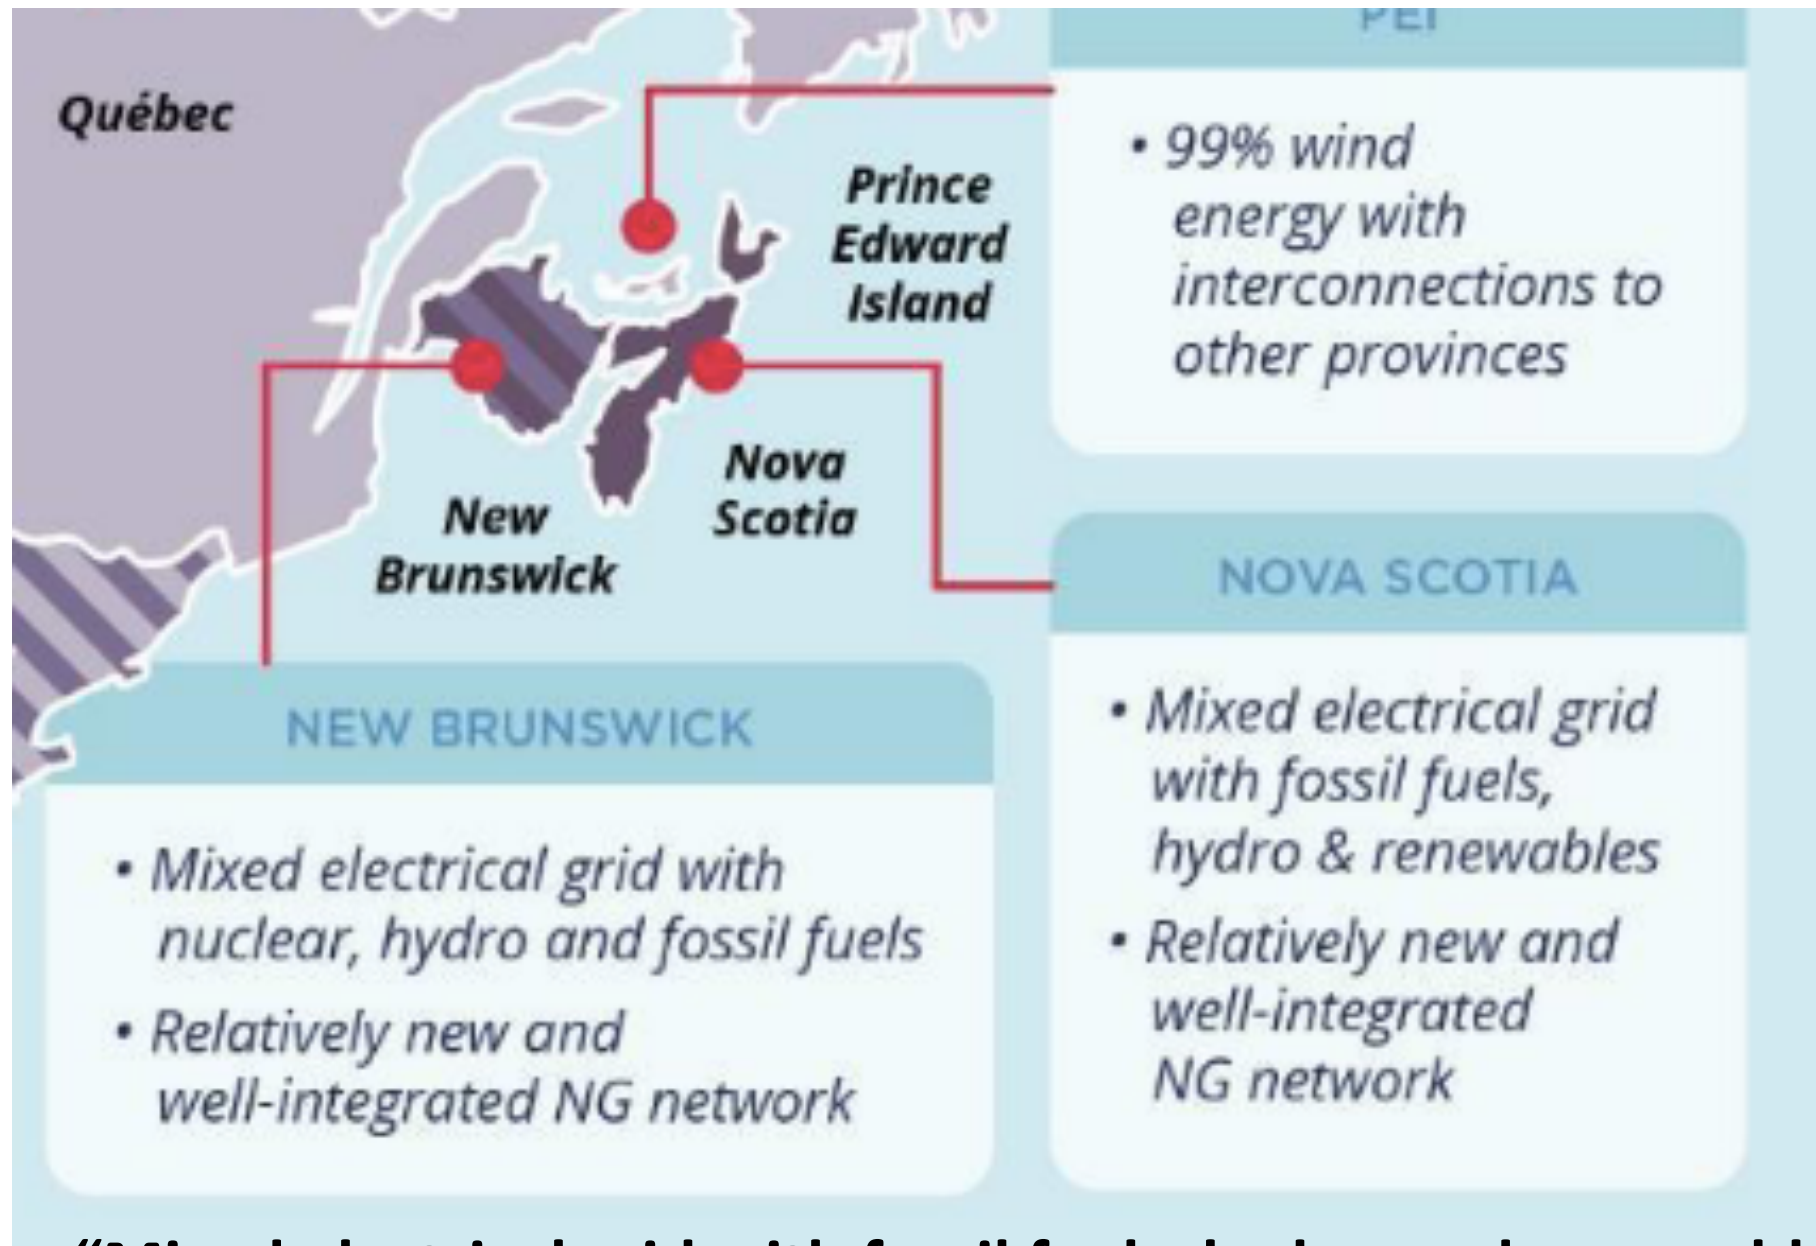 PEI
Québec
• 99% wind
energy with
interconnections to
other provinces
Prince
Edward
Island
Nova
Scotia
New
Brunswick
NOVA SCOTIA
• Mixed electrical grid
with fossil fuels,
hydro & renewables
• Relatively new and
well-integrated
NG network
NEW BRUNSWICK
• Mixed electrical grid with
nuclear, hydro and fossil fuels
• Relatively new and
well-integrated NG network